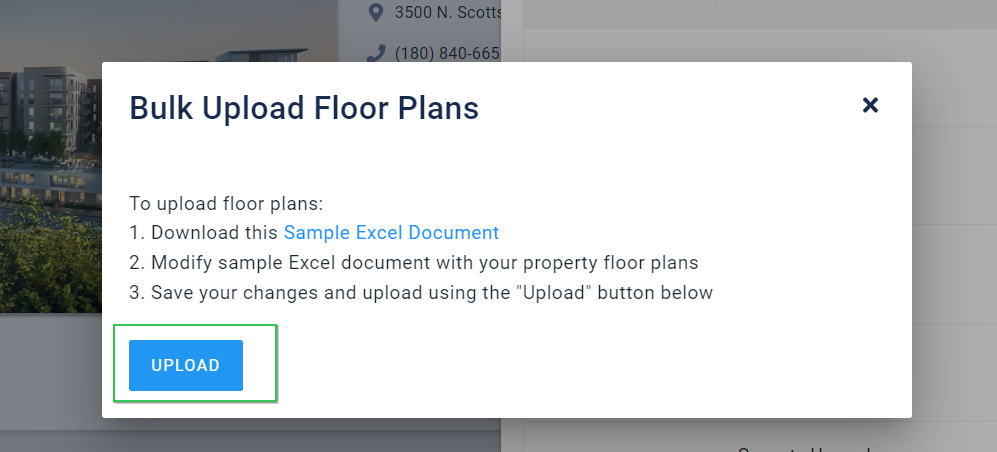 3500 N. Scotts
(180) 840-665
Bulk Upload Floor Plans
To upload floor plans:
1. Download this Sample Excel Document
2. Modify sample Excel document with your property floor plans
3. Save your changes and upload using the "Upload" button below
UPLOAD